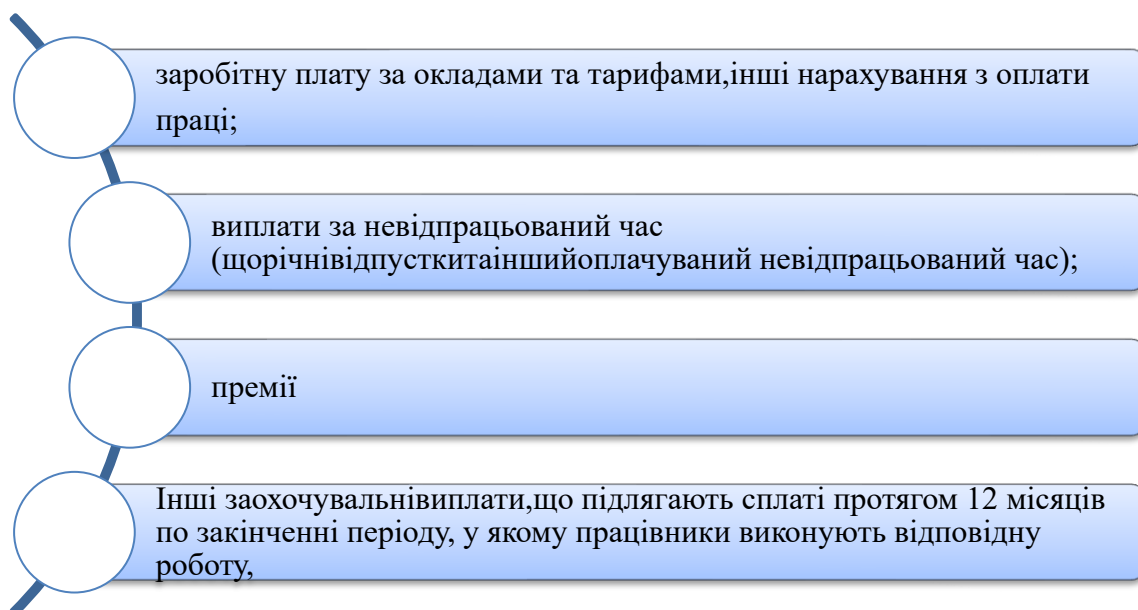 заробітну плату за окладами та тарифами,інші нарахування з оплати
праці;
виплати за невідпрацьований час
(щорічнівідпусткитаіншийоплачуваний невідпрацьований час);
премії
Інші заохочувальнівиплати,що підлягають сплаті протягом 12 місяців
по закінченні періоду, у якому працівники виконують відповідну
роботу,